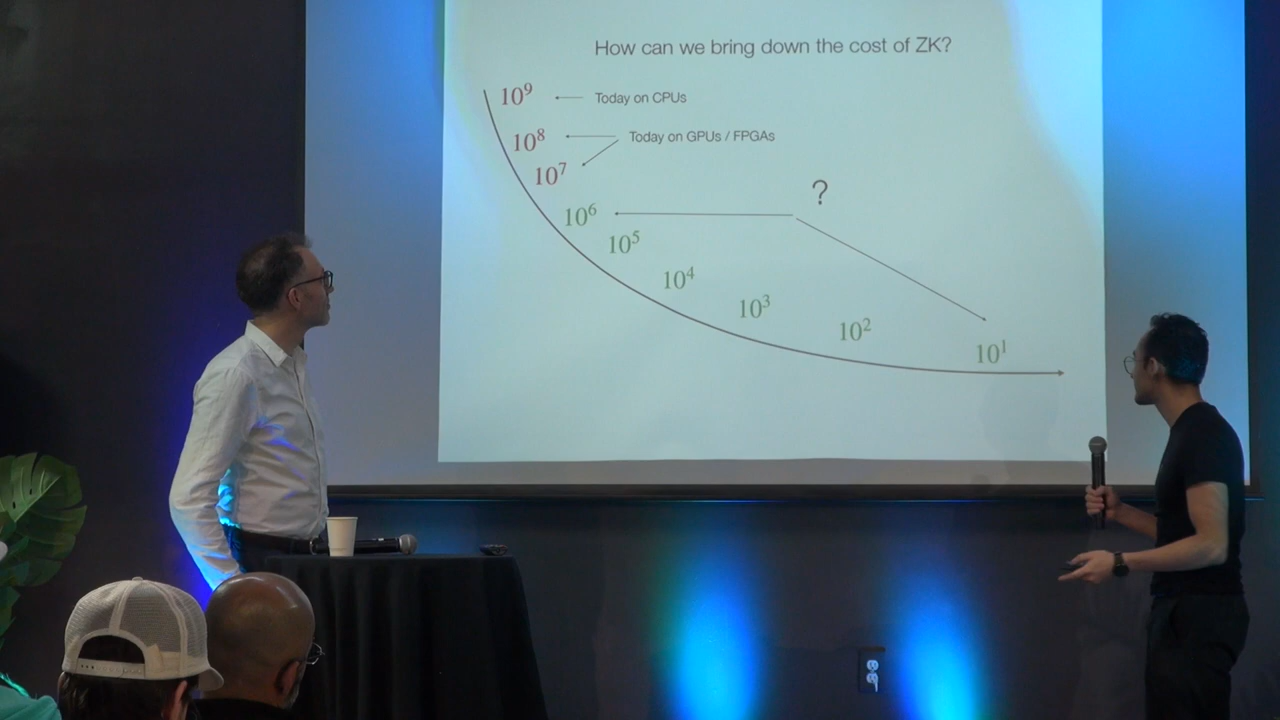 How can we bring down the cost of ZK?
10⁹ Today on CPUs
10⁸ Today on GPUs / FPGAs
10⁷
?
10⁶
10⁵
10⁴
10³
10²
10¹